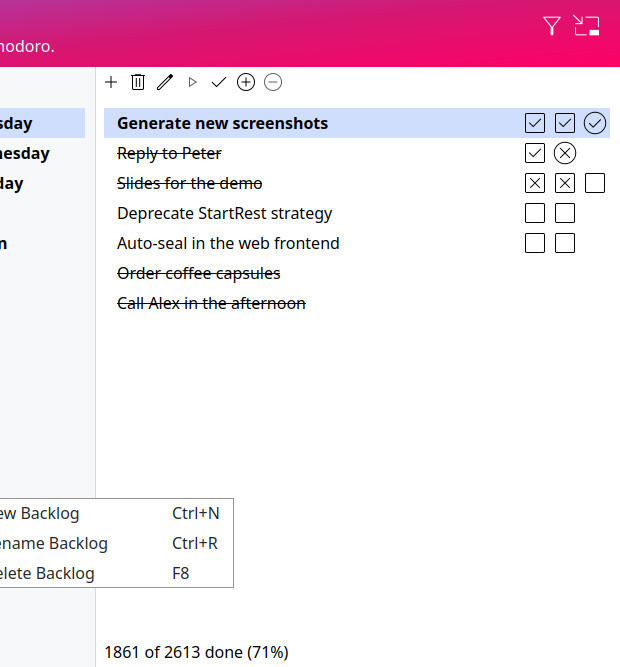 modoro.
sday
Generate new screenshots
nesday
Reply to Peter
day
Slides for the demo
Deprecate StartRest strategy
n
Auto-seal in the web frontend
Order coffee capsules
Call Alex in the afternoon
ew Backlog Ctrl+N
ename Backlog Ctrl+R
elete Backlog F8
1861 of 2613 done (71%)